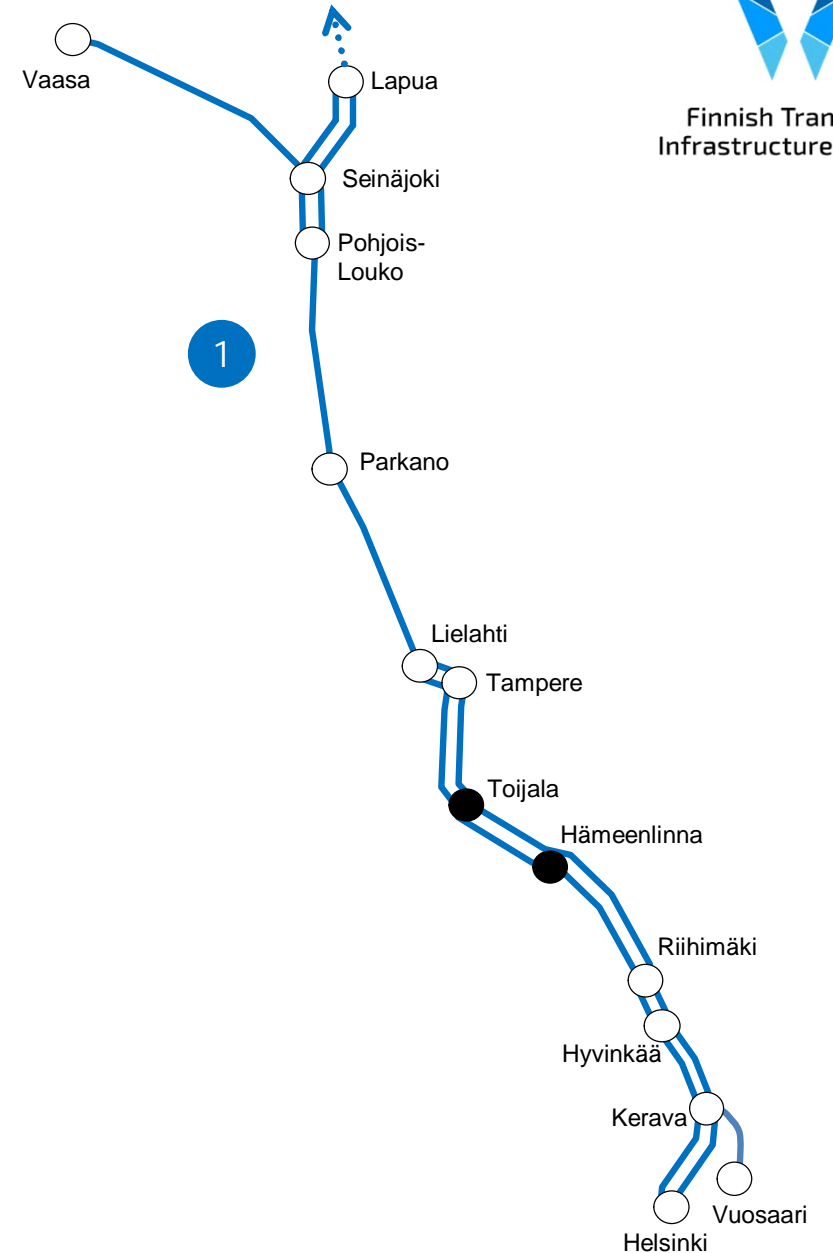 Vaasa
Lapua
Finnish Tran
Infrastructure
Seinäjoki
Pohjois-
Louko
1
Parkano
Lielahti
Tampere
Toijala
Hämeenlinna
Riihimäki
Hyvinkää
Kerava
Vuosaari
Helsinki